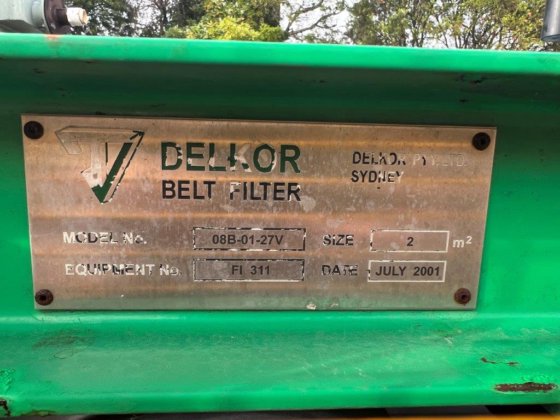 DELKOR
BELT FILTER
DELKOR PTY. LTD.
SYDNEY
MODEL No. 08B-01-27V SIZE 2 m²
EQUIPMENT No. FI 311 DATE JULY 2001